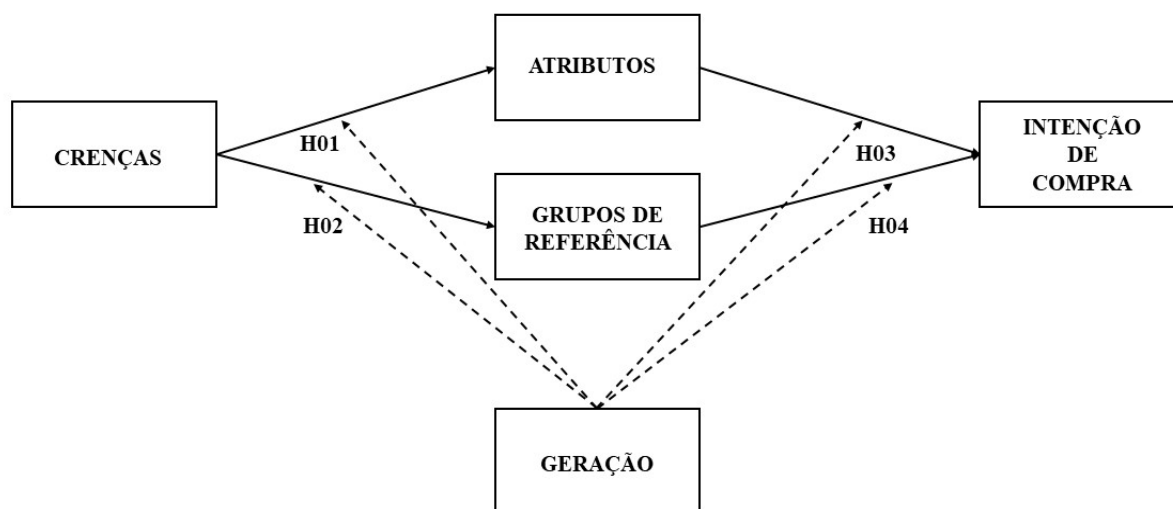 ATRIBUTOS
CRENÇAS
H01
H03
INTENÇÃO
DE
COMPRA
GRUPOS DE
REFERÊNCIA
H02
H04
GERAÇÃO